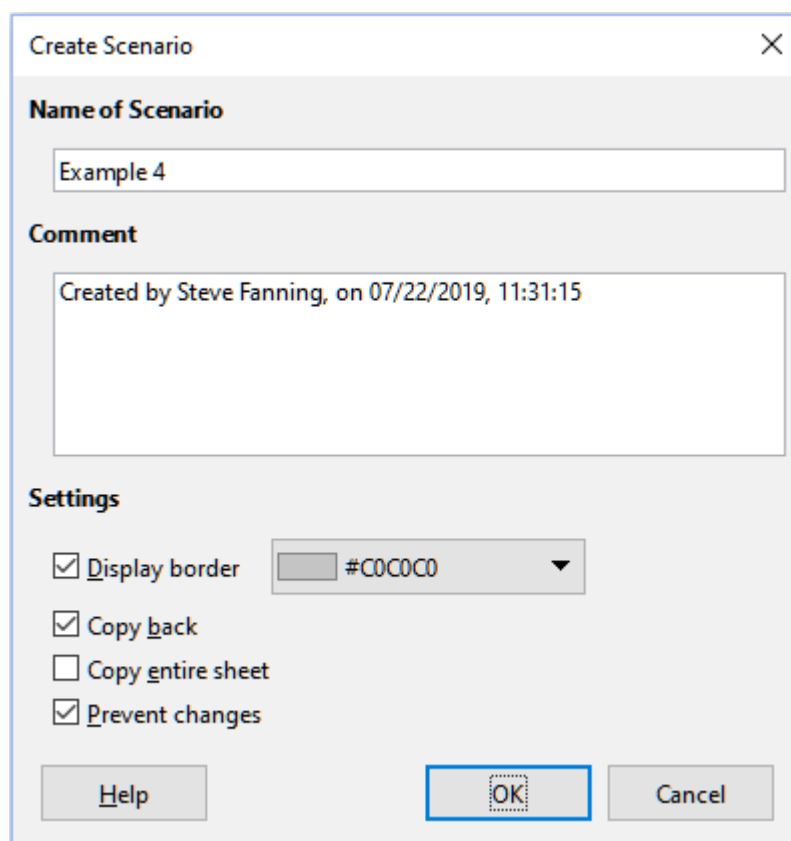 Create Scenario
Name of Scenario
Example 4
Comment
Created by Steve Fanning, on 07/22/2019, 11:31:15
Settings
Display border #C0C0C0
Copy back
Copy entire sheet
Prevent changes
Help OK Cancel